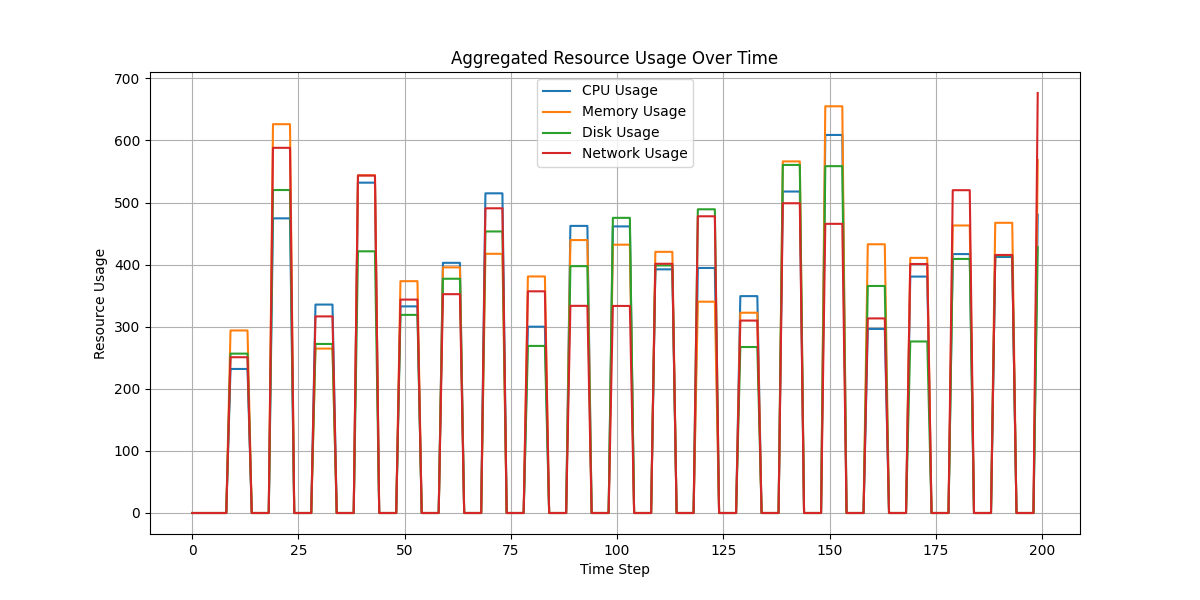 Aggregated Resource Usage Over Time
CPU Usage
Memory Usage
Disk Usage
Network Usage
Resource Usage
700
600
500
400
300
200
100
0
0 25 50 75 100 125 150 175 200
Time Step